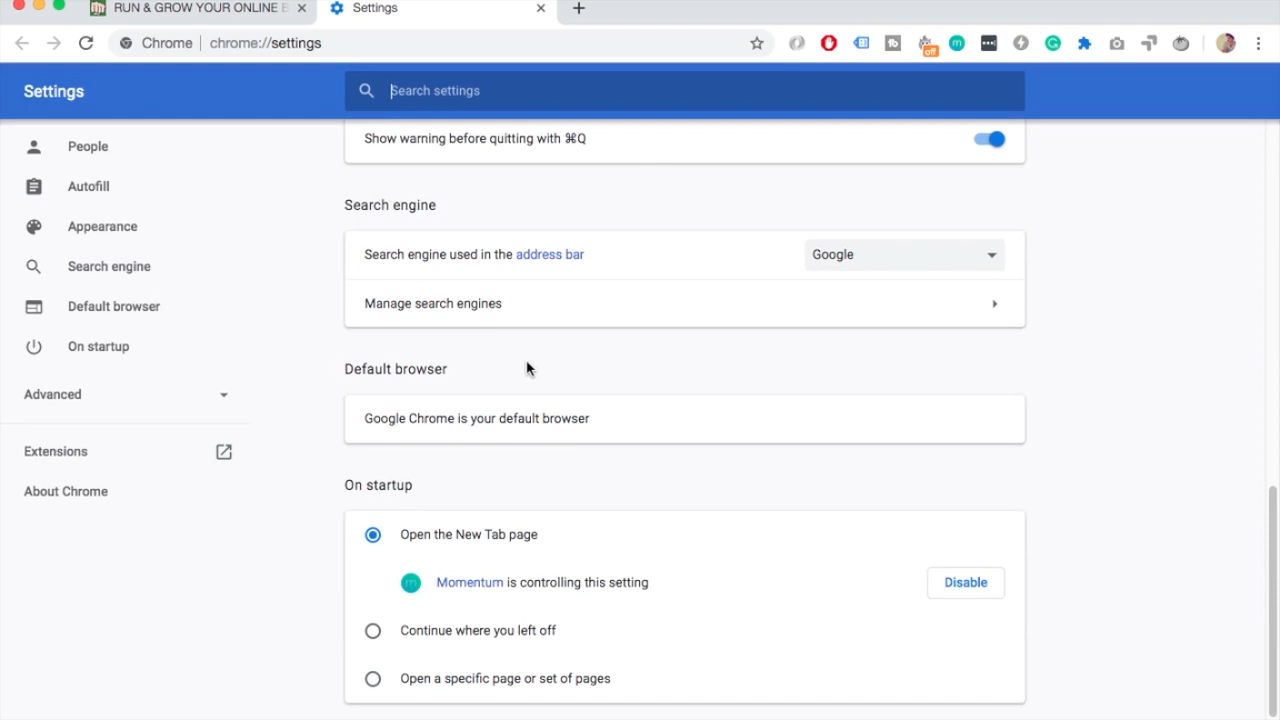 RUN & GROW YOUR ONLINE B
Settings
Chrome
chrome://settings
off
m
Settings
Search settings
People
Autofill
Appearance
Search engine
Default browser
On startup
Advanced
Extensions
About Chrome
Show warning before quitting with ⌘Q
Search engine
Search engine used in the address bar
Google
Manage search engines
Default browser
Google Chrome is your default browser
On startup
Open the New Tab page
m
Momentum is controlling this setting
Disable
Continue where you left off
Open a specific page or set of pages